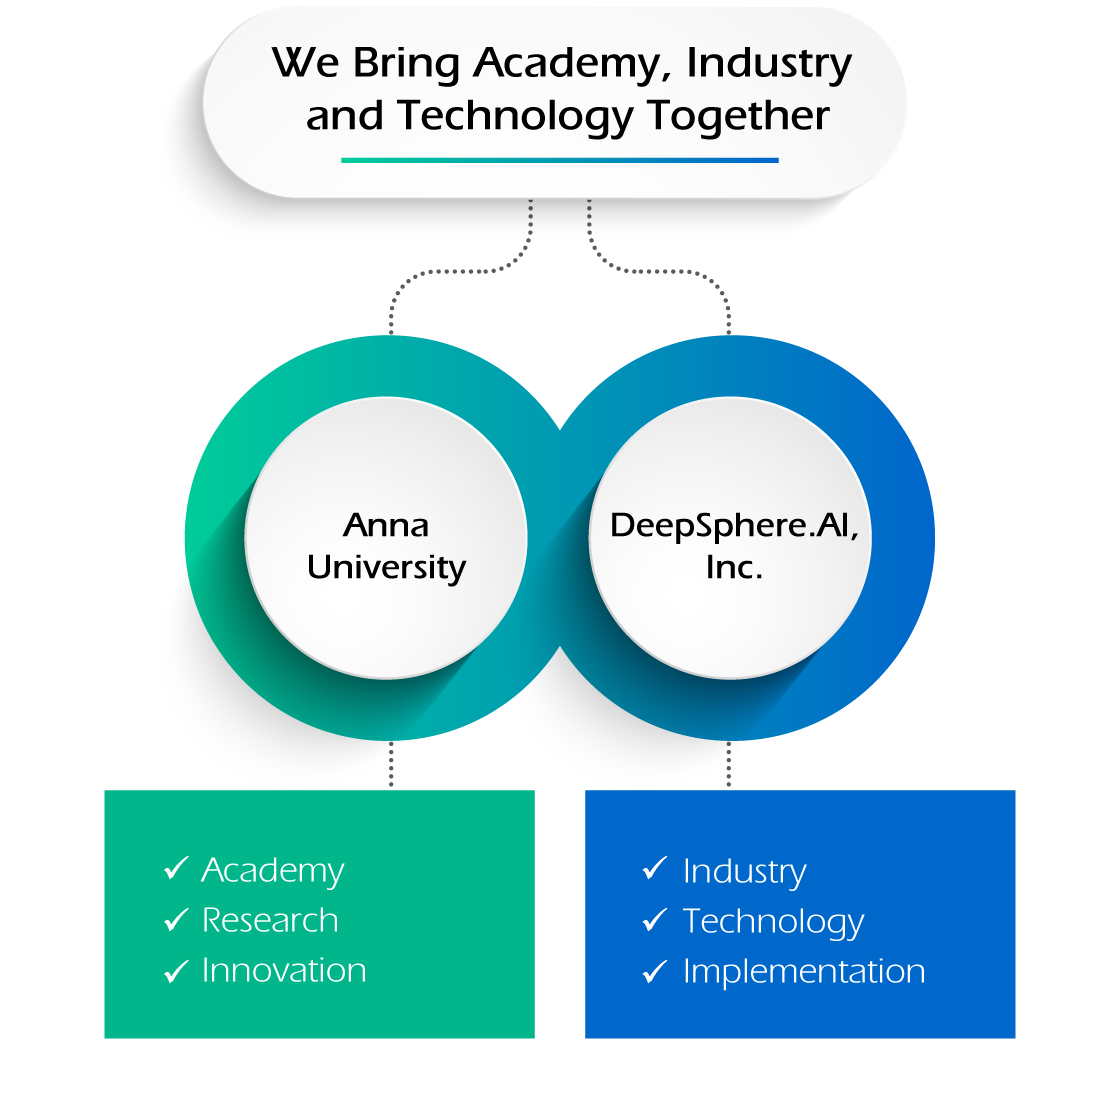 We Bring Academy, Industry
and Technology Together
Anna
University
DeepSphere.AI,
Inc.
Academy
Research
Innovation
Industry
Technology
Implementation